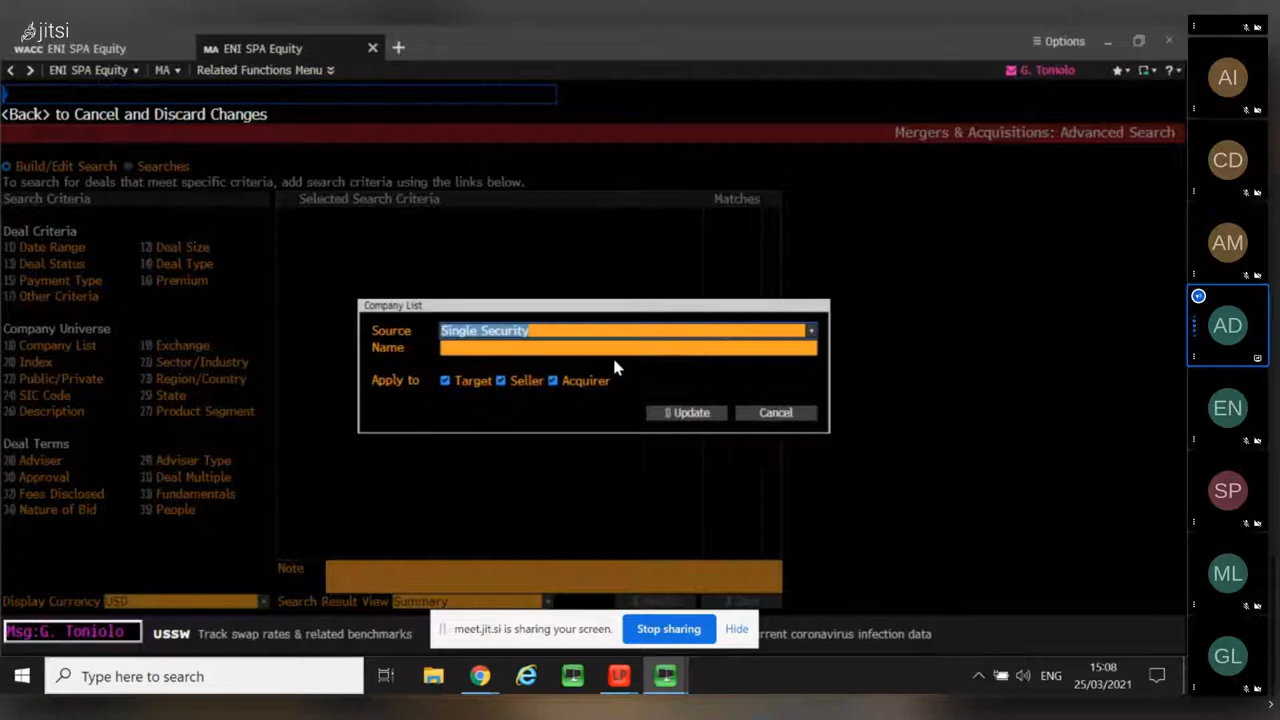 jitsi
WACC ENI SPA Equity
MA ENI SPA Equity
Options
ENI SPA Equity
MA
Related Functions Menu
G. Toniolo
<Back> to Cancel and Discard Changes
Mergers & Acquisitions: Advanced Search
Build/Edit Search
Searches
To search for deals that meet specific criteria, add search criteria using the links below.
Search Criteria
Selected Search Criteria
Matches
Deal Criteria
11) Date Range
12) Deal Size
13) Deal Status
14) Deal Type
15) Payment Type
16) Premium
17) Other Criteria
Company Universe
18) Company List
19) Exchange
20) Index
21) Sector/Industry
22) Public/Private
23) Region/Country
24) SIC Code
25) State
26) Description
27) Product Segment
Deal Terms
28) Adviser
29) Adviser Type
30) Approval
31) Deal Multiple
32) Fees Disclosed
33) Fundamentals
34) Nature of Bid
35) People
Company List
Source
Single Security
Name
Apply to
Target
Seller
Acquirer
1) Update
Cancel
Note
Display Currency
USD
Search Result View
Summary
Msg:G. Toniolo
USSW
Track swap rates & related benchmarks
meet.jit.si is sharing your screen.
Stop sharing
Hide
urrent coronavirus infection data
Type here to search
LP
ENG
15:08
25/03/2021
AI
CD
AM
AD
EN
SP
ML
GL